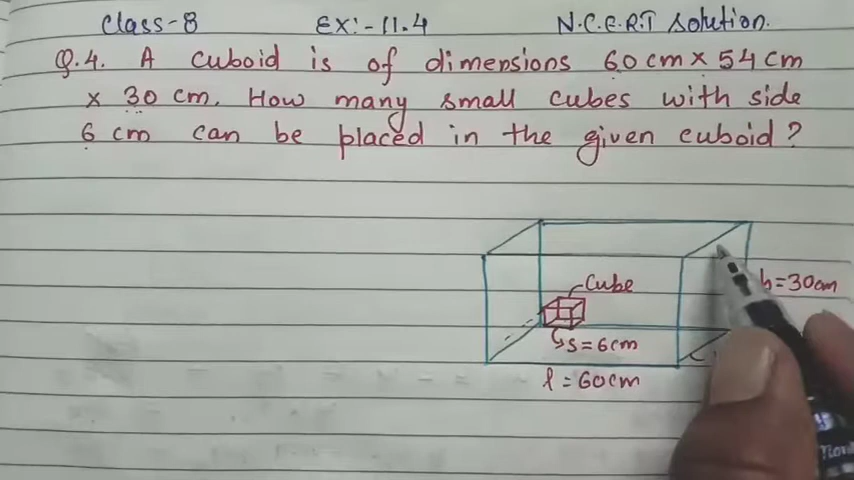 Class-8 EX:-11.4 N.C.E.R.T Solution.
Q.4. A cuboid is of dimensions 60 cm x 54 cm
x 30 cm. How many small cubes with side
6 cm can be placed in the given cuboid?
Cube
h=30cm
S=6cm
l=60cm